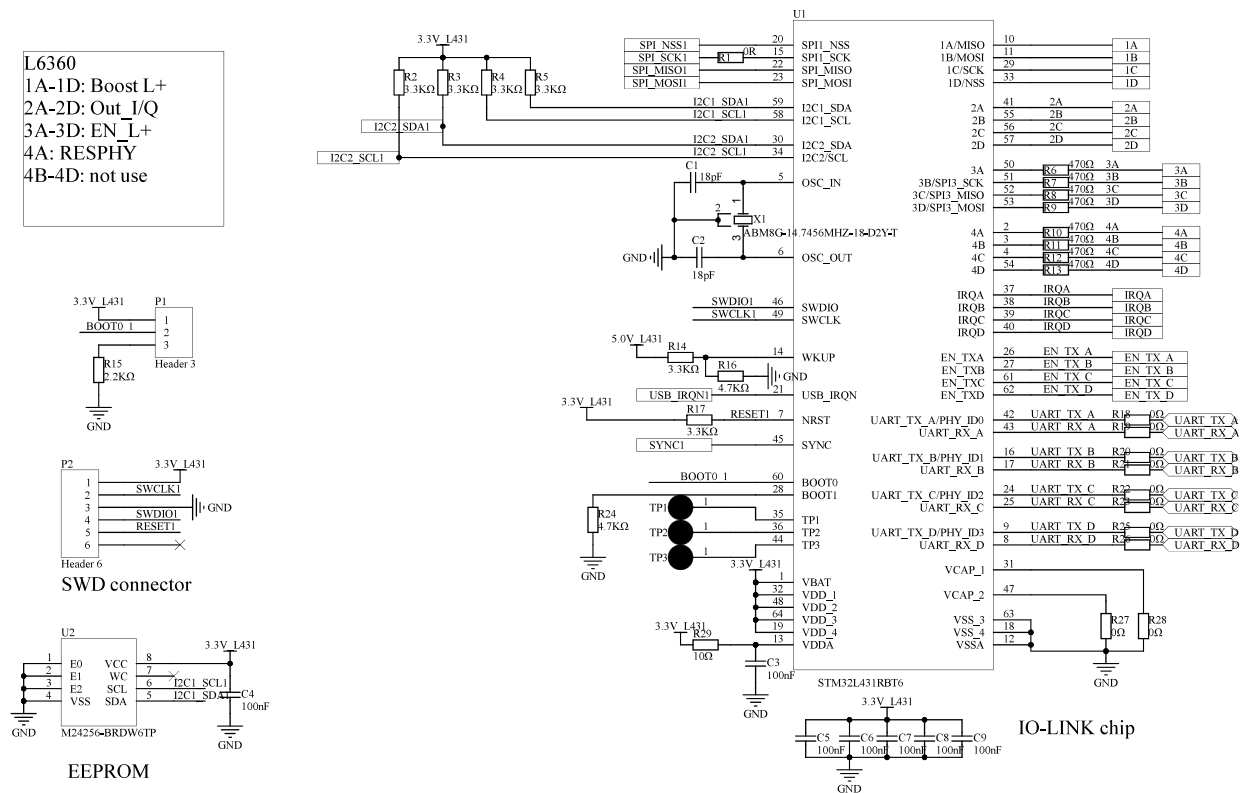 L6360
1A-1D: Boost L+
2A-2D: Out_I/Q
3A-3D: EN_L+
4A: RESPHY
4B-4D: not use
3.3V_L431
R2 3.3KΩ
R3 3.3KΩ
R4 3.3KΩ
R5 3.3KΩ
I2C2_SDA1
I2C2_SCL1
U1
SPI_NSS1 20 SPI1_NSS
SPI_SCK1 R1 0R 15 SPI1_SCK
SPI_MISO1 22 SPI_MISO
SPI_MOSI1 23 SPI_MOSI
I2C1_SDA1 59 I2C1_SDA
I2C1_SCL1 58 I2C1_SCL
I2C2_SDA1 30 I2C2_SDA
I2C2_SCL1 34 I2C2/SCL
C1 18pF 5 OSC_IN
1 2 3 X1
ABM8G-14.7456MHZ-18-D2Y-T
GND C2 18pF 6 OSC_OUT
SWDIO1 46 SWDIO
SWCLK1 49 SWCLK
5.0V_L431 R14 3.3KΩ 14 WKUP
R16 4.7KΩ GND
USB_IRQN1 21 USB_IRQN
3.3V_L431 R17 3.3KΩ RESET1 7 NRST
SYNC1 45 SYNC
BOOT0_1 60 BOOT0
28 BOOT1
R24 4.7KΩ
GND
TP1 1 35 TP1
TP2 1 36 TP2
TP3 1 44 TP3
3.3V_L431
1 VBAT
32 VDD_1
48 VDD_2
64 VDD_3
19 VDD_4
3.3V_L431 R29 10Ω 13 VDDA
C3 100nF
GND
1A/MISO 10 1A
1B/MOSI 11 1B
1C/SCK 29 1C
1D/NSS 33 1D
2A 41 2A 2A
2B 55 2B 2B
2C 56 2C 2C
2D 57 2D 2D
3A 50 R6 470Ω 3A 3A
3B/SPI3_SCK 51 R7 470Ω 3B 3B
3C/SPI3_MISO 52 R8 470Ω 3C 3C
3D/SPI3_MOSI 53 R9 470Ω 3D 3D
4A 2 R10 470Ω 4A 4A
4B 3 R11 470Ω 4B 4B
4C 4 R12 470Ω 4C 4C
4D 54 R13 470Ω 4D 4D
IRQA 37 IRQA IRQA
IRQB 38 IRQB IRQB
IRQC 39 IRQC IRQC
IRQD 40 IRQD IRQD
EN_TXA 26 EN_TX_A EN_TX_A
EN_TXB 27 EN_TX_B EN_TX_B
EN_TXC 61 EN_TX_C EN_TX_C
EN_TXD 62 EN_TX_D EN_TX_D
UART_TX_A/PHY_ID0 42 UART_TX_A R18 0Ω UART_TX_A
UART_RX_A 43 UART_RX_A R19 0Ω UART_RX_A
UART_TX_B/PHY_ID1 16 UART_TX_B R20 0Ω UART_TX_B
UART_RX_B 17 UART_RX_B R21 0Ω UART_RX_B
UART_TX_C/PHY_ID2 24 UART_TX_C R22 0Ω UART_TX_C
UART_RX_C 25 UART_RX_C R23 0Ω UART_RX_C
UART_TX_D/PHY_ID3 9 UART_TX_D R25 0Ω UART_TX_D
UART_RX_D 8 UART_RX_D R26 0Ω UART_RX_D
VCAP_1 31
VCAP_2 47
VSS_3 63
VSS_4 18
VSSA 12
R27 0Ω
R28 0Ω
GND
STM32L431RBT6
IO-LINK chip
3.3V_L431
C5 100nF
C6 100nF
C7 100nF
C8 100nF
C9 100nF
GND
3.3V_L431 P1
1
BOOT0_1 2
3
Header 3
R15 2.2KΩ
GND
P2 3.3V_L431
1
2 SWCLK1
3 GND
4 SWDIO1
5 RESET1
6
Header 6
SWD connector
U2 3.3V_L431
1 E0 VCC 8
2 E1 WC 7
3 E2 SCL 6 I2C1_SCL1
4 VSS SDA 5 I2C1_SDA1
C4 100nF
GND
GND
M24256-BRDW6TP
EEPROM